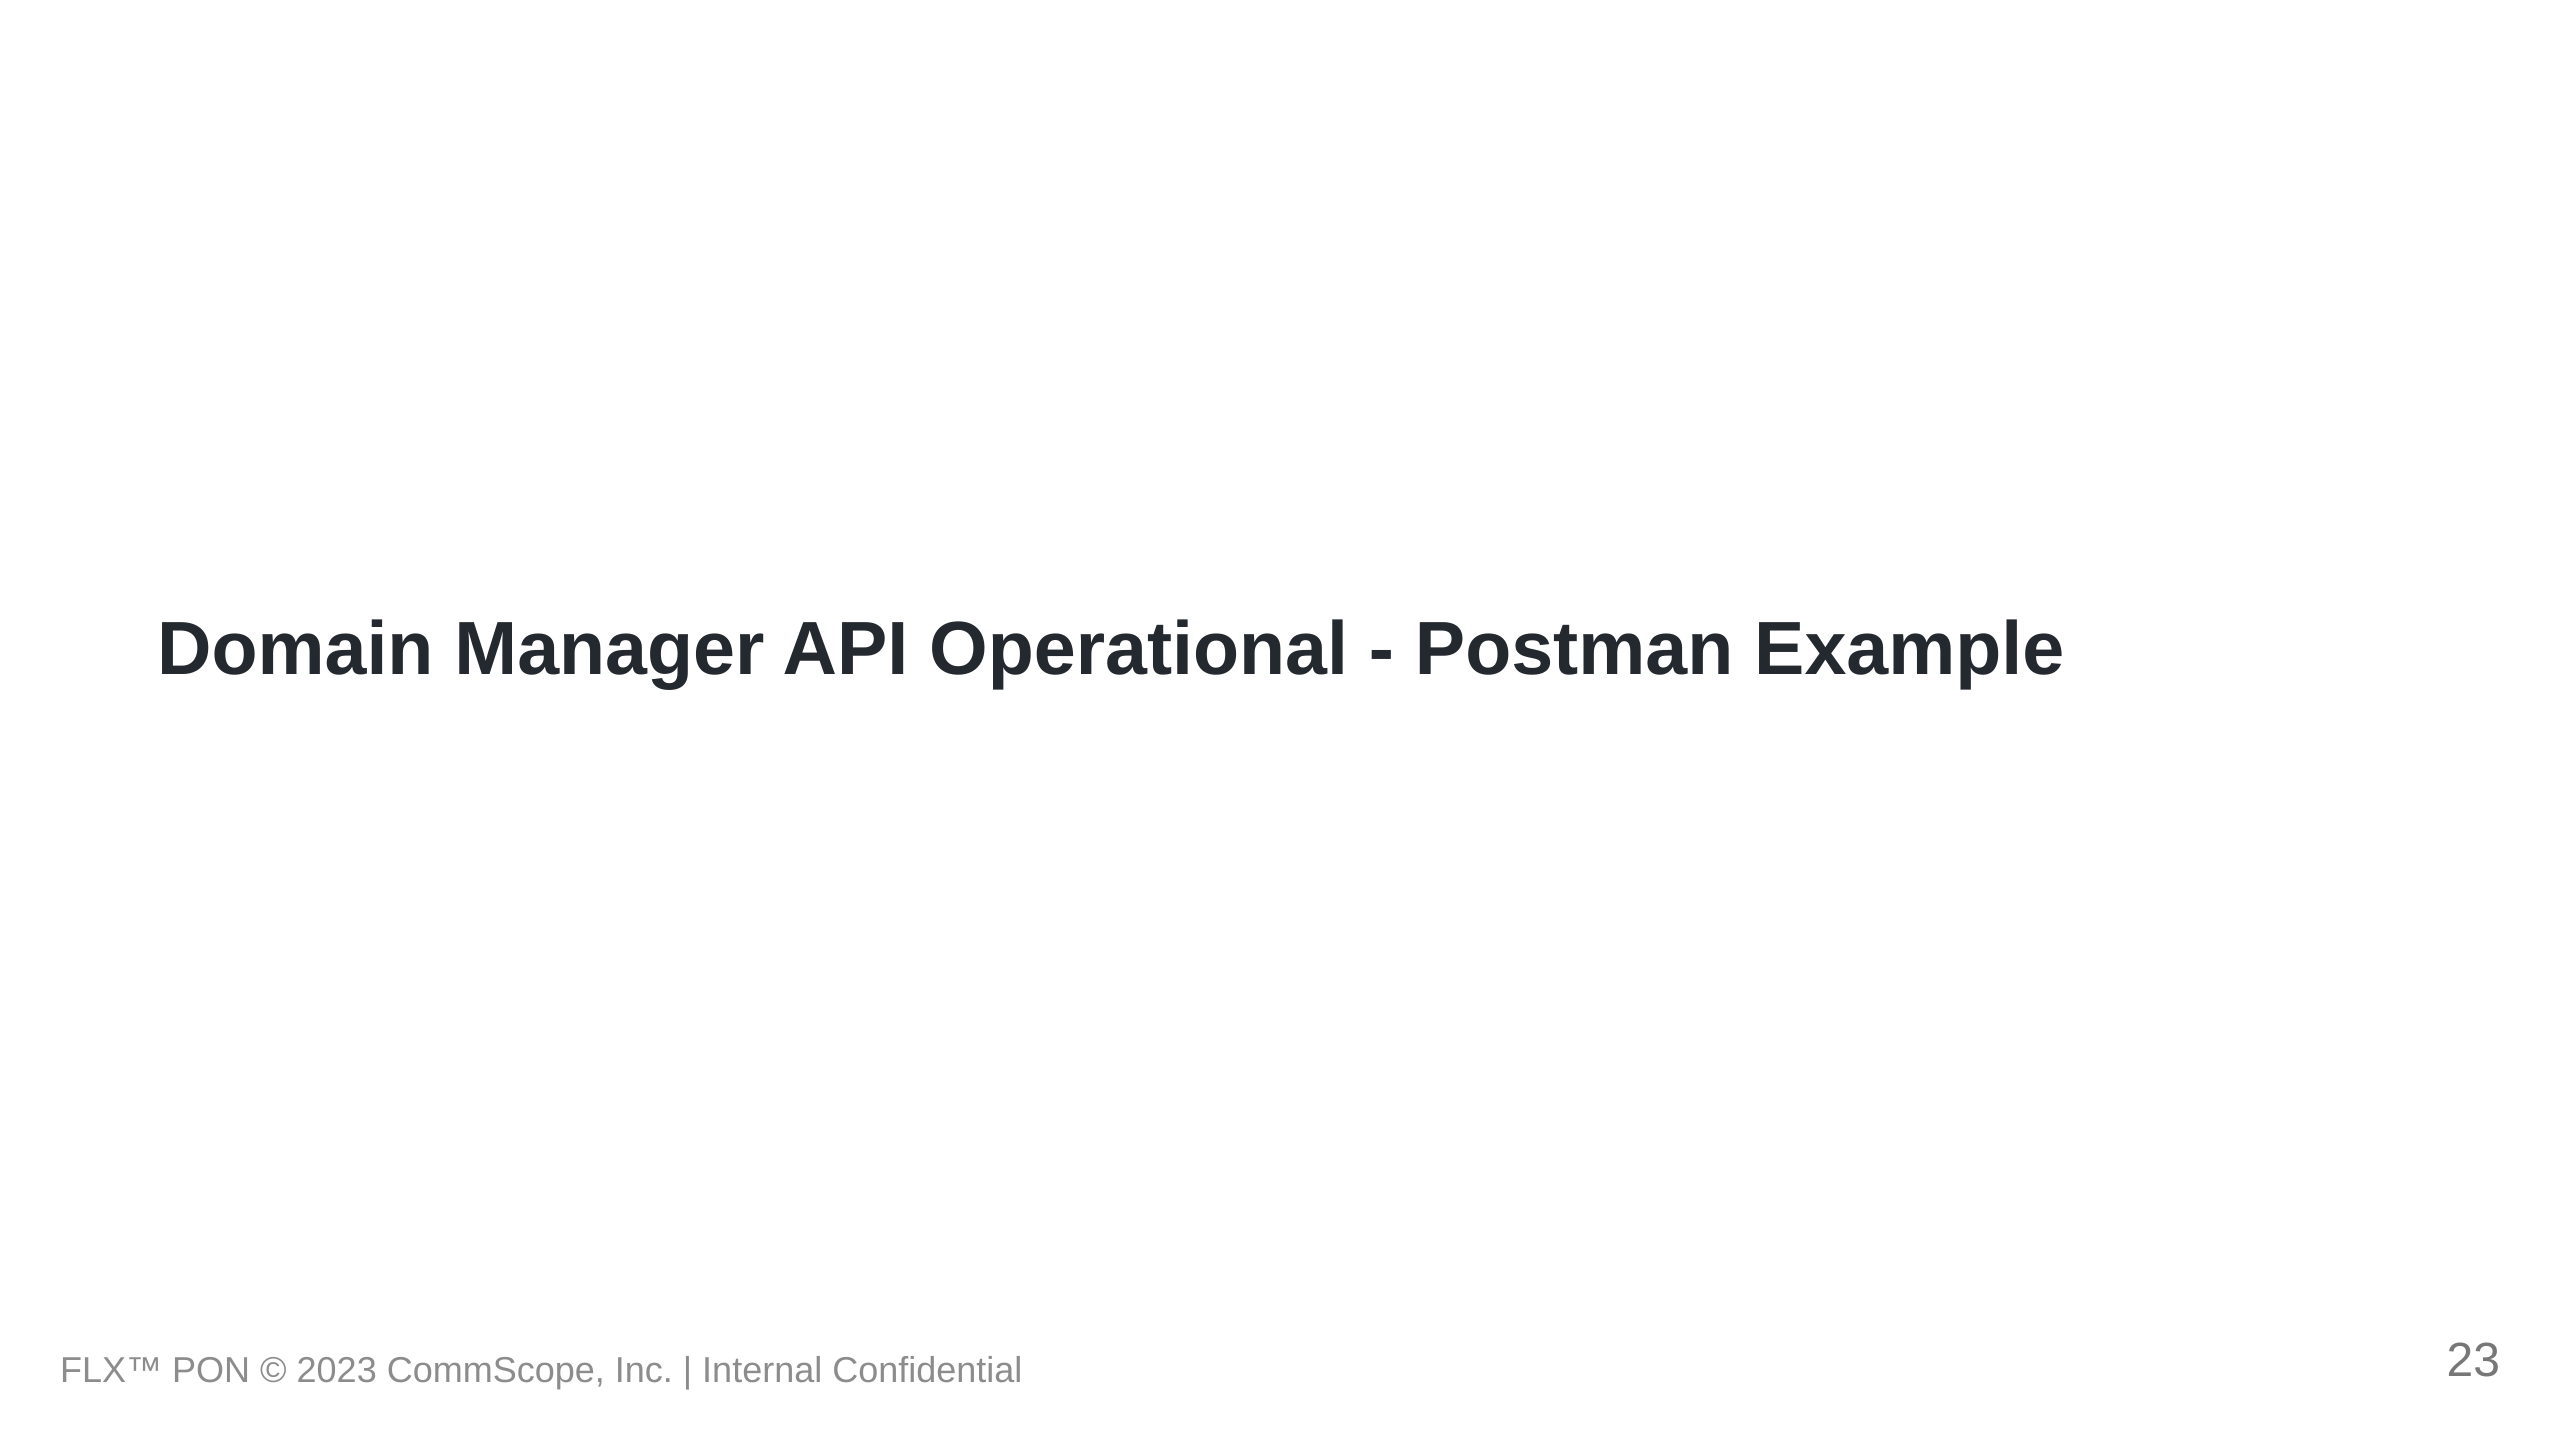 Domain Manager API Operational - Postman Example
FLX™ PON © 2023 CommScope, Inc. | Internal Confidential
23